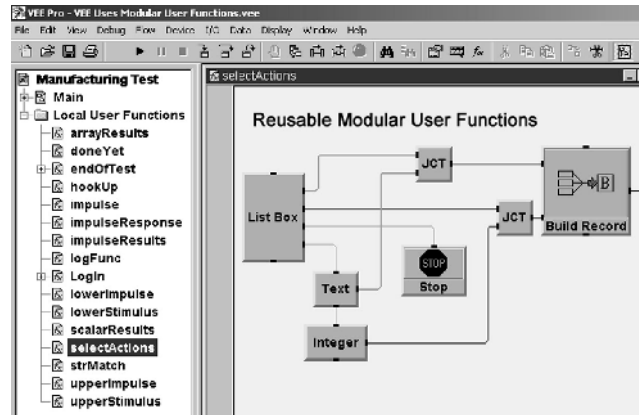 VEE Pro - VEE Uses Modular User Functions.vee
File Edit View Debug Flow Device I/O Data Display Window Help
Manufacturing Test
Main
Local User Functions
arrayResults
doneYet
endOfTest
hookUp
impulse
impulseResponse
impulseResults
logFunc
Login
lowerImpulse
lowerStimulus
scalarResults
selectActions
strMatch
upperImpulse
upperStimulus
selectActions
Reusable Modular User Functions
JCT
List Box
JCT
B
Build Record
STOP
Stop
Text
Integer